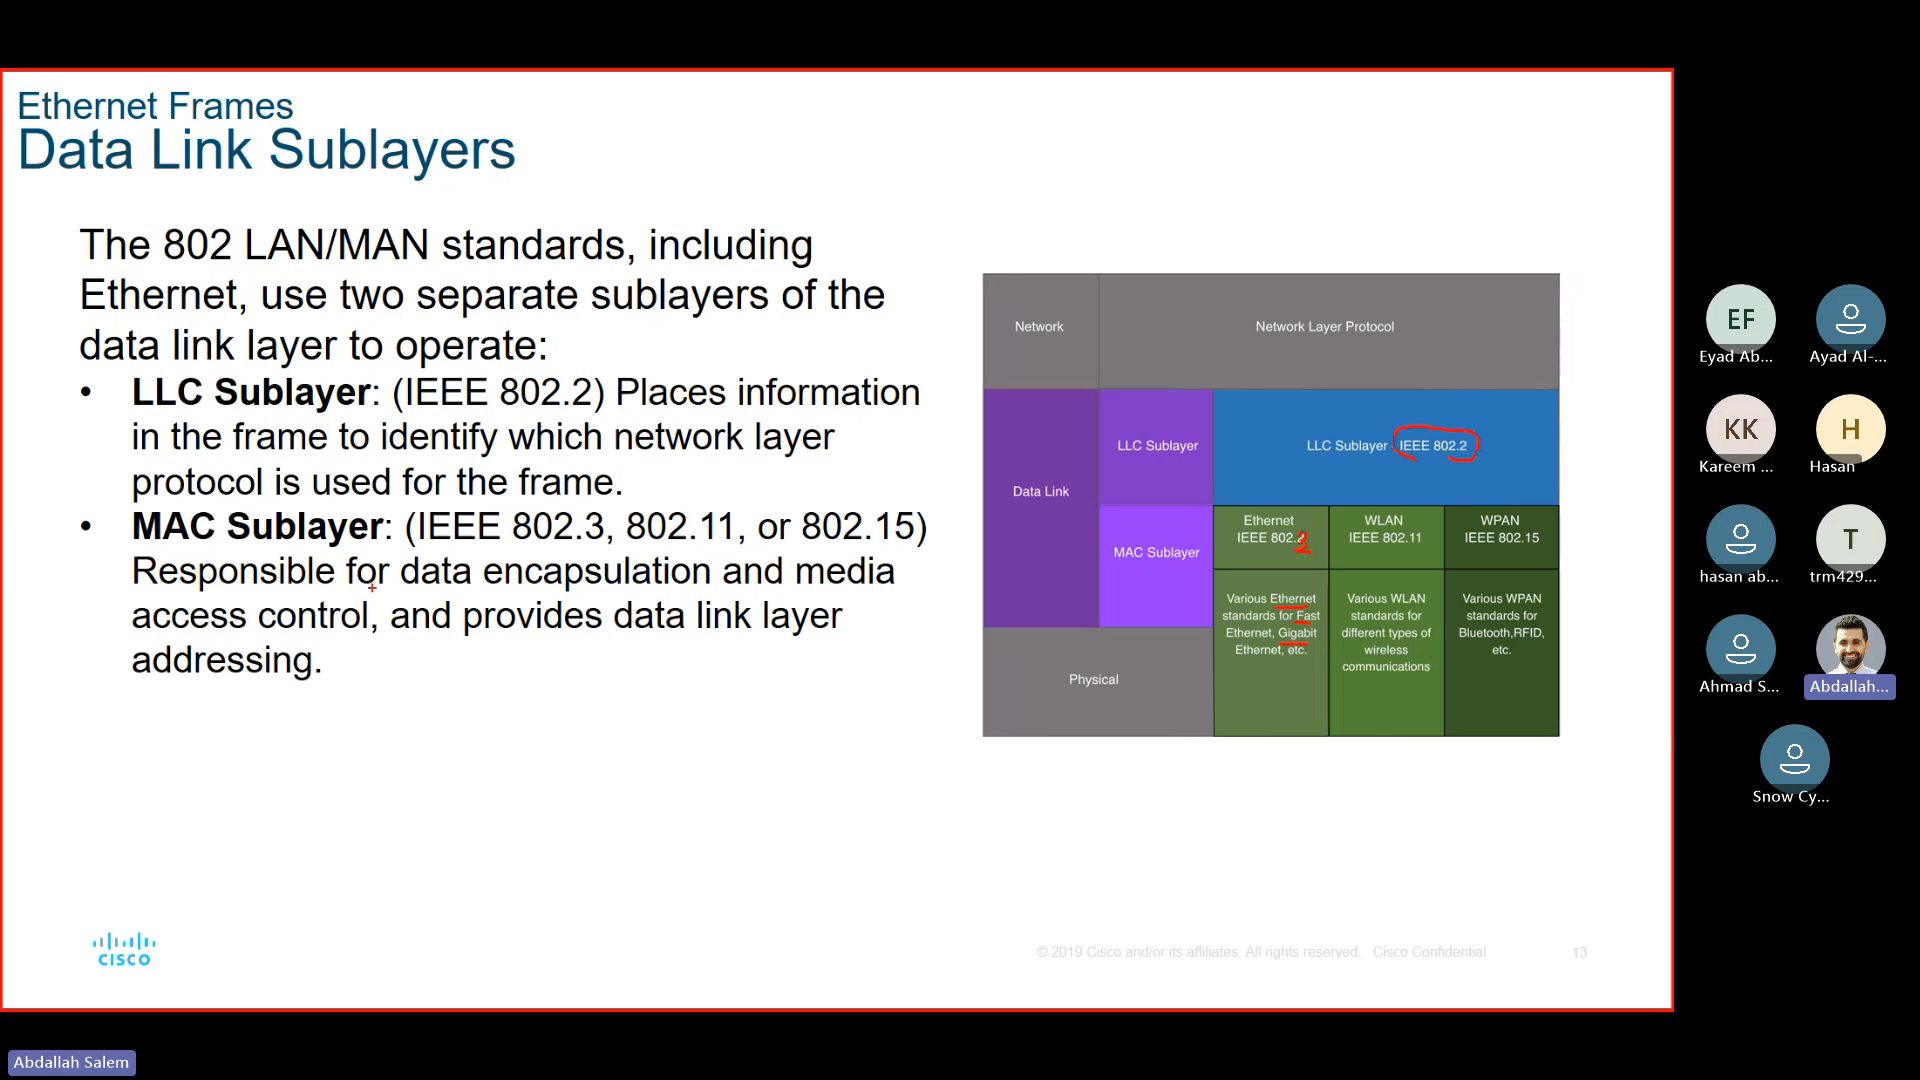 Ethernet Frames
Data Link Sublayers
The 802 LAN/MAN standards, including
Ethernet, use two separate sublayers of the
data link layer to operate:
• LLC Sublayer: (IEEE 802.2) Places information
in the frame to identify which network layer
protocol is used for the frame.
• MAC Sublayer: (IEEE 802.3, 802.11, or 802.15)
Responsible for data encapsulation and media
access control, and provides data link layer
addressing.
Network
Network Layer Protocol
Data Link
LLC Sublayer
LLC Sublayer IEEE 802.2
MAC Sublayer
Ethernet
IEEE 802.3
WLAN
IEEE 802.11
WPAN
IEEE 802.15
Various Ethernet
standards for Fast
Ethernet, Gigabit
Ethernet, etc.
Various WLAN
standards for
different types of
wireless
communications
Various WPAN
standards for
Bluetooth,RFID,
etc.
Physical
CISCO
© 2019 Cisco and/or its affiliates. All rights reserved. Cisco Confidential
13
EF
Eyad Ab...
Ayad Al-...
KK
Kareem ...
H
Hasan
hasan ab...
T
trm429...
Ahmad S...
Abdallah...
Snow Cy...
Abdallah Salem